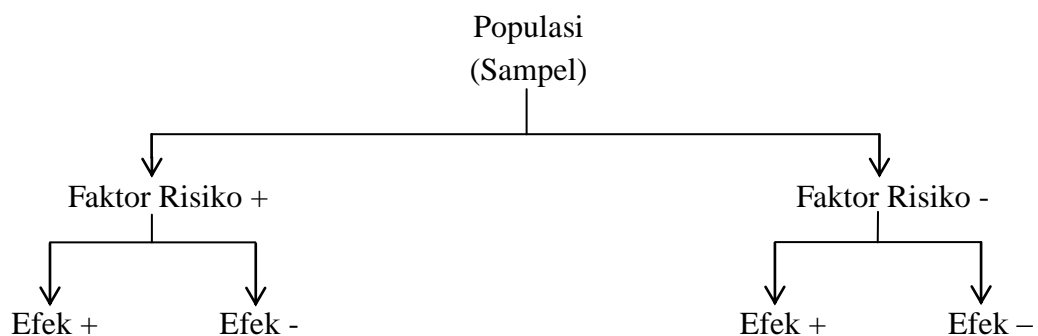 Populasi
(Sampel)
Faktor Risiko + Faktor Risiko -
Efek + Efek - Efek + Efek –